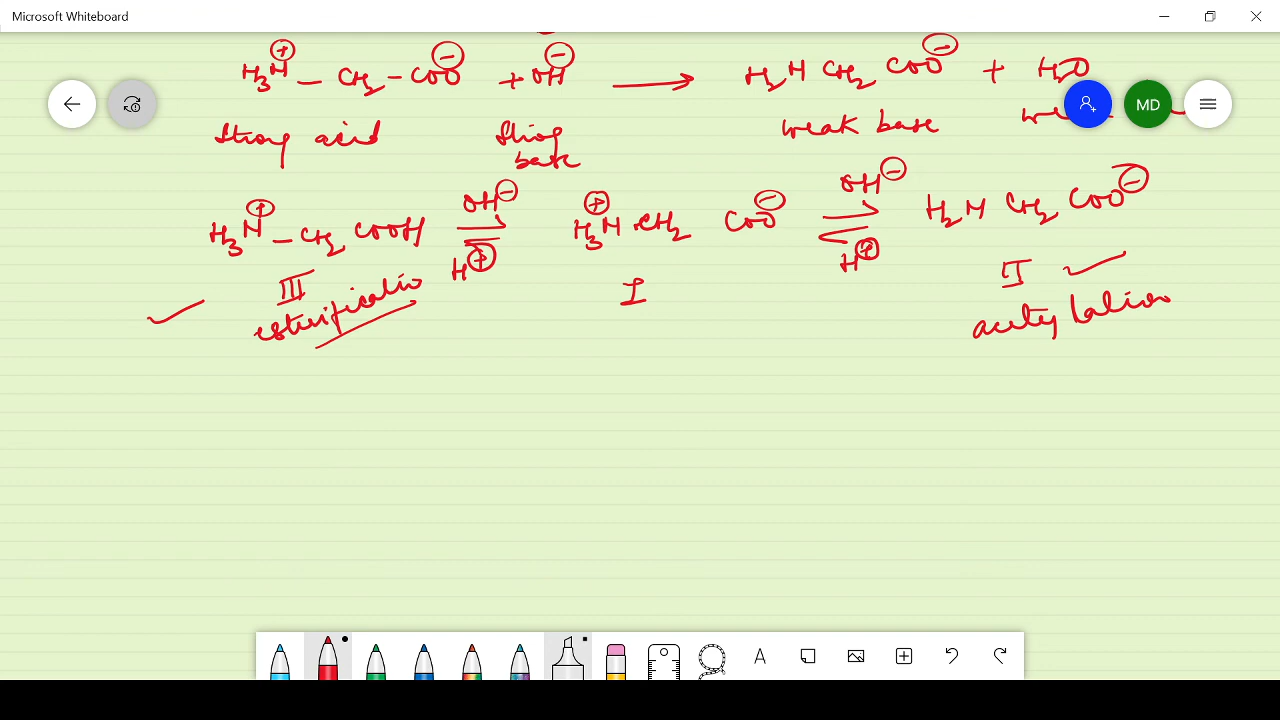 Microsoft Whiteboard
H₃N⊕ — CH₂ — COO⊖ + OH⊖ ⟶ H₂N CH₂ COO⊖ + H₂O
MD
Strong acid Strong base weak base
H₃N⊕ — CH₂ COOH ⇌ H₃N⊕ · CH₂ COO⊖ ⇌ H₂N CH₂ COO⊖
OH⊖ OH⊖
H⊕ H⊕
III I II ✓
✓ esterification acetylation
A